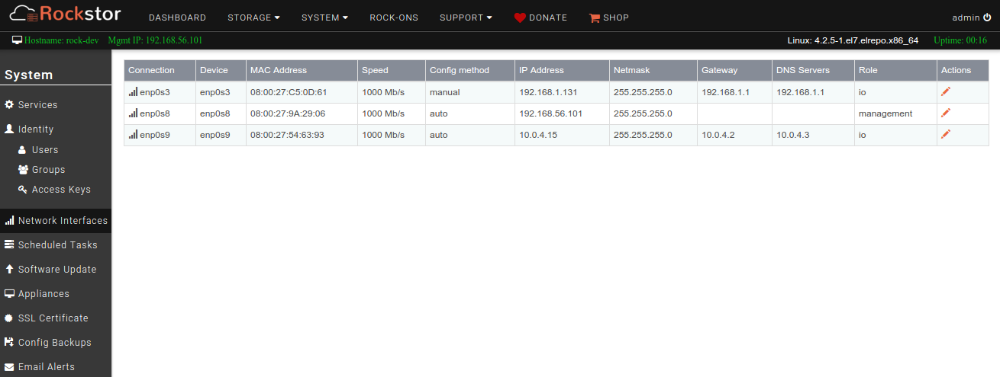 Rockstor DASHBOARD STORAGE SYSTEM ROCK-ONS SUPPORT DONATE SHOP admin
Hostname: rock-dev Mgmt IP: 192.168.56.101 Linux: 4.2.5-1.el7.elrepo.x86_64 Uptime: 00:16
System
Services
Identity
Users
Groups
Access Keys
Network Interfaces
Scheduled Tasks
Software Update
Appliances
SSL Certificate
Config Backups
Email Alerts
Connection Device MAC Address Speed Config method IP Address Netmask Gateway DNS Servers Role Actions
enp0s3 enp0s3 08:00:27:C5:0D:61 1000 Mb/s manual 192.168.1.131 255.255.255.0 192.168.1.1 192.168.1.1 io
enp0s8 enp0s8 08:00:27:9A:29:06 1000 Mb/s auto 192.168.56.101 255.255.255.0 management
enp0s9 enp0s9 08:00:27:54:63:93 1000 Mb/s auto 10.0.4.15 255.255.255.0 10.0.4.2 10.0.4.3 io